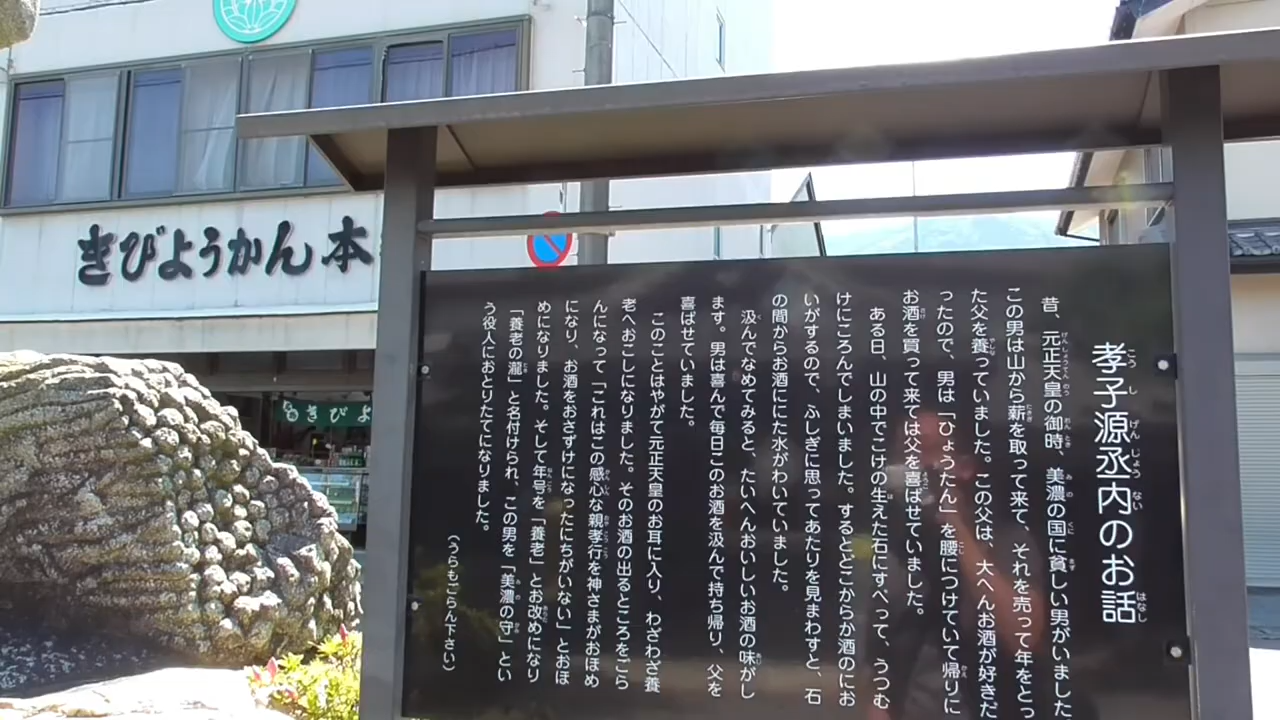 きびようかん本
きびよ
孝子源丞内のお話
昔、元正天皇の御時、美濃の国に貧しい男がいました
この男は山から薪を取って来て、それを売って年をとっ
た父を養っていました。この父は、大へんお酒が好きだ
ったので、男は「ひょうたん」を腰につけていて帰りに
お酒を買って来ては父を喜ばせていました。
ある日、山の中でこけの生えた石にすべって、うつむ
けにころんでしまいました。するとどこからか酒のにお
いがするので、ふしぎに思ってあたりを見まわすと、石
の間からお酒ににた水がわいていました。
汲んでなめてみると、たいへんおいしいお酒の味がし
ます。男は喜んで毎日このお酒を汲んで持ち帰り、父を
喜ばせていました。
このことはやがて元正天皇のお耳に入り、わざわざ養
老へおこしになりました。そのお酒の出るところをごら
んになって「これはこの感心な親孝行を神さまがおほめ
になり、お酒をおさずけになったにちがいない」とおほ
めになりました。そして年号を「養老」とお改めになり
「養老の瀧」と名付けられ、この男を「美濃の守」とい
う役人におとりたてになりました。
(うらもごらん下さい)